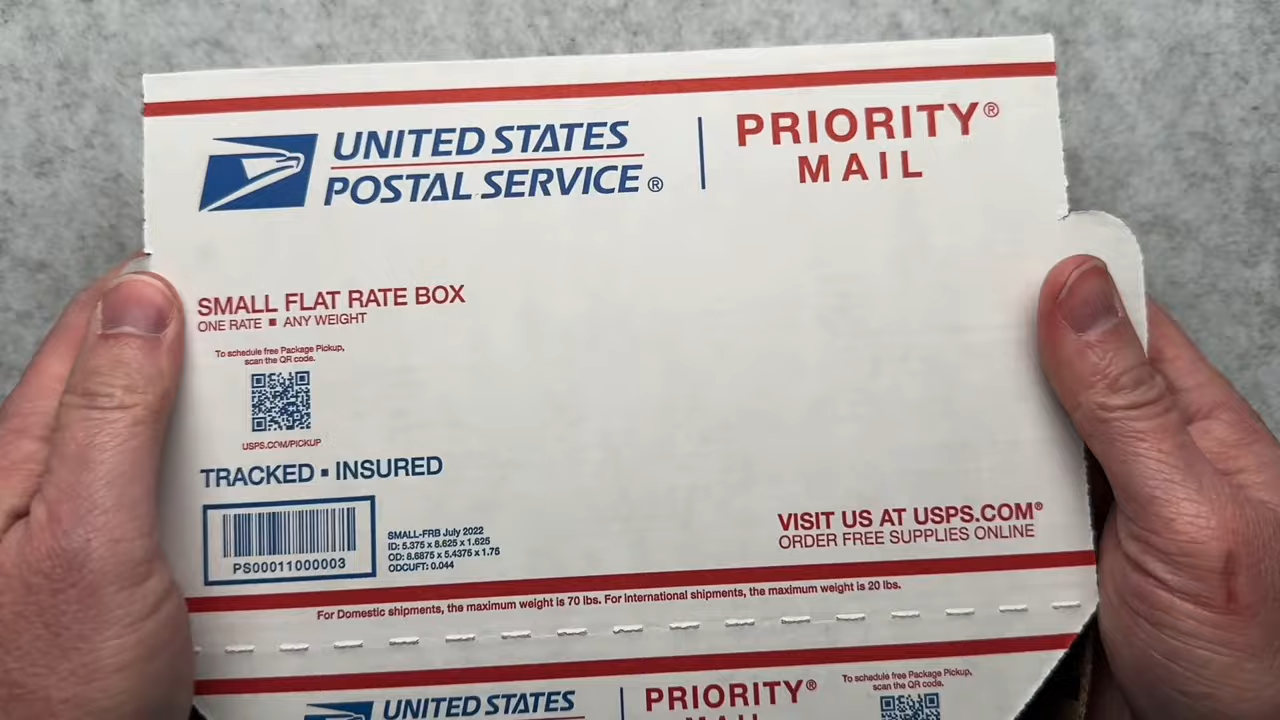 UNITED STATES
POSTAL SERVICE®
PRIORITY®
MAIL
SMALL FLAT RATE BOX
ONE RATE ■ ANY WEIGHT
To schedule free Package Pickup,
scan the QR code.
USPS.COM/PICKUP
TRACKED ▪ INSURED
PS00011000003
SMALL-FRB July 2022
ID: 5.375 x 8.625 x 1.625
OD: 8.6875 x 5.4375 x 1.75
ODCUFT: 0.044
VISIT US AT USPS.COM®
ORDER FREE SUPPLIES ONLINE
For Domestic shipments, the maximum weight is 70 lbs. For International shipments, the maximum weight is 20 lbs.
UNITED STATES
PRIORITY®
MAIL
To schedule free Package Pickup,
scan the QR code.